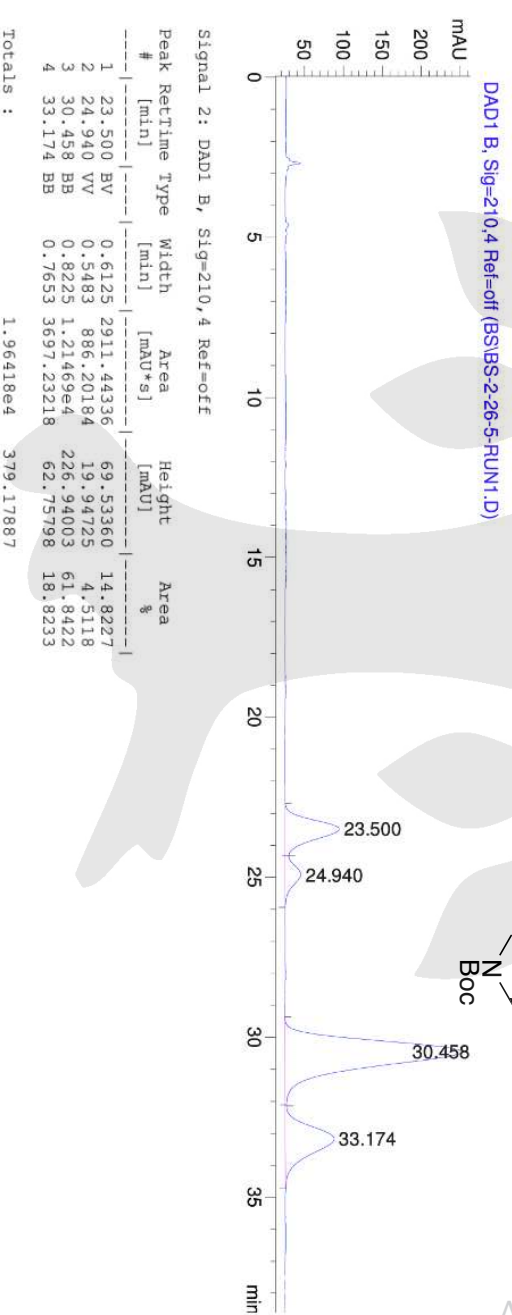 DAD1 B, Sig=210,4 Ref=off (BS\BS-2-26-5-RUN1.D)
mAU
200
150
100
50
0
5
10
15
20
25
30
35
min
23.500
24.940
30.458
33.174
N
Boc
Signal 2: DAD1 B, Sig=210,4 Ref=off
Peak RetTime Type Width Area Height Area
# [min] [min] [mAU*s] [mAU] %
----|-------|------|-------|----------|----------|--------|
1 23.500 BV 0.6125 2911.44336 69.53360 14.8227
2 24.940 VV 0.5483 886.20184 19.94725 4.5118
3 30.458 BB 0.8225 1.21469e4 226.94003 61.8422
4 33.174 BB 0.7653 3697.23218 62.75798 18.8233
Totals : 1.96418e4 379.17887